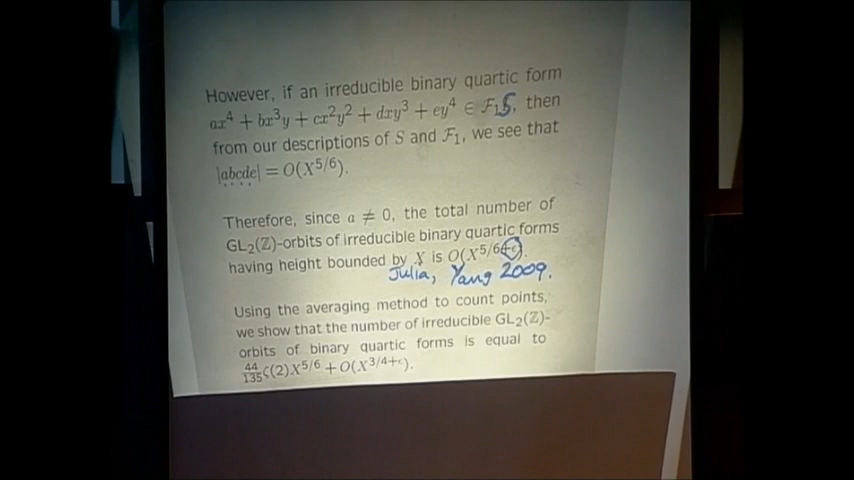 However, if an irreducible binary quartic form
ax⁴ + bx³y + cx²y² + dxy³ + ey⁴ ∈ ℱ₁S, then
from our descriptions of S and ℱ₁, we see that
|abcde| = O(X^{5/6}).
Therefore, since a ≠ 0, the total number of
GL₂(ℤ)-orbits of irreducible binary quartic forms
having height bounded by X is O(X^{5/6+ϵ}).
Julia, Yang 2009.
Using the averaging method to count points,
we show that the number of irreducible GL₂(ℤ)-
orbits of binary quartic forms is equal to
44/135 ζ(2)X^{5/6} + O(X^{3/4+ϵ}).